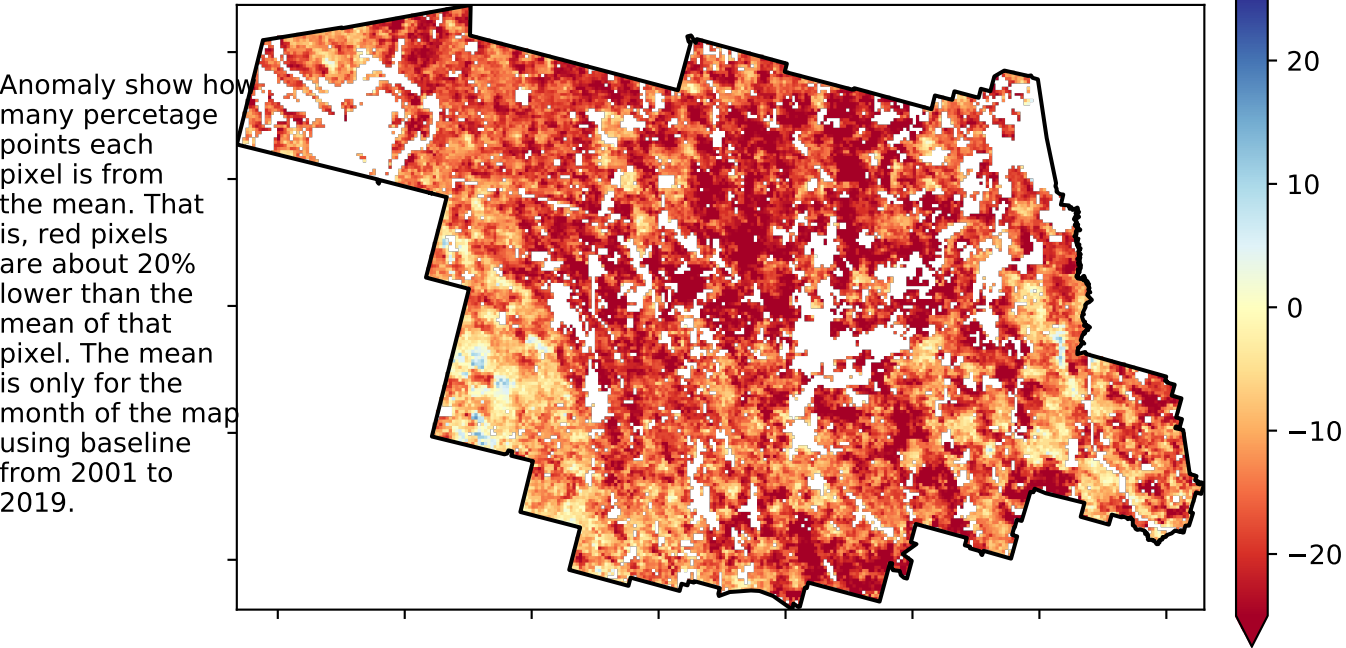 Anomaly show how
many percetage
points each
pixel is from
the mean. That
is, red pixels
are about 20%
lower than the
mean of that
pixel. The mean
is only for the
month of the map
using baseline
from 2001 to
2019.
20
10
0
−10
−20